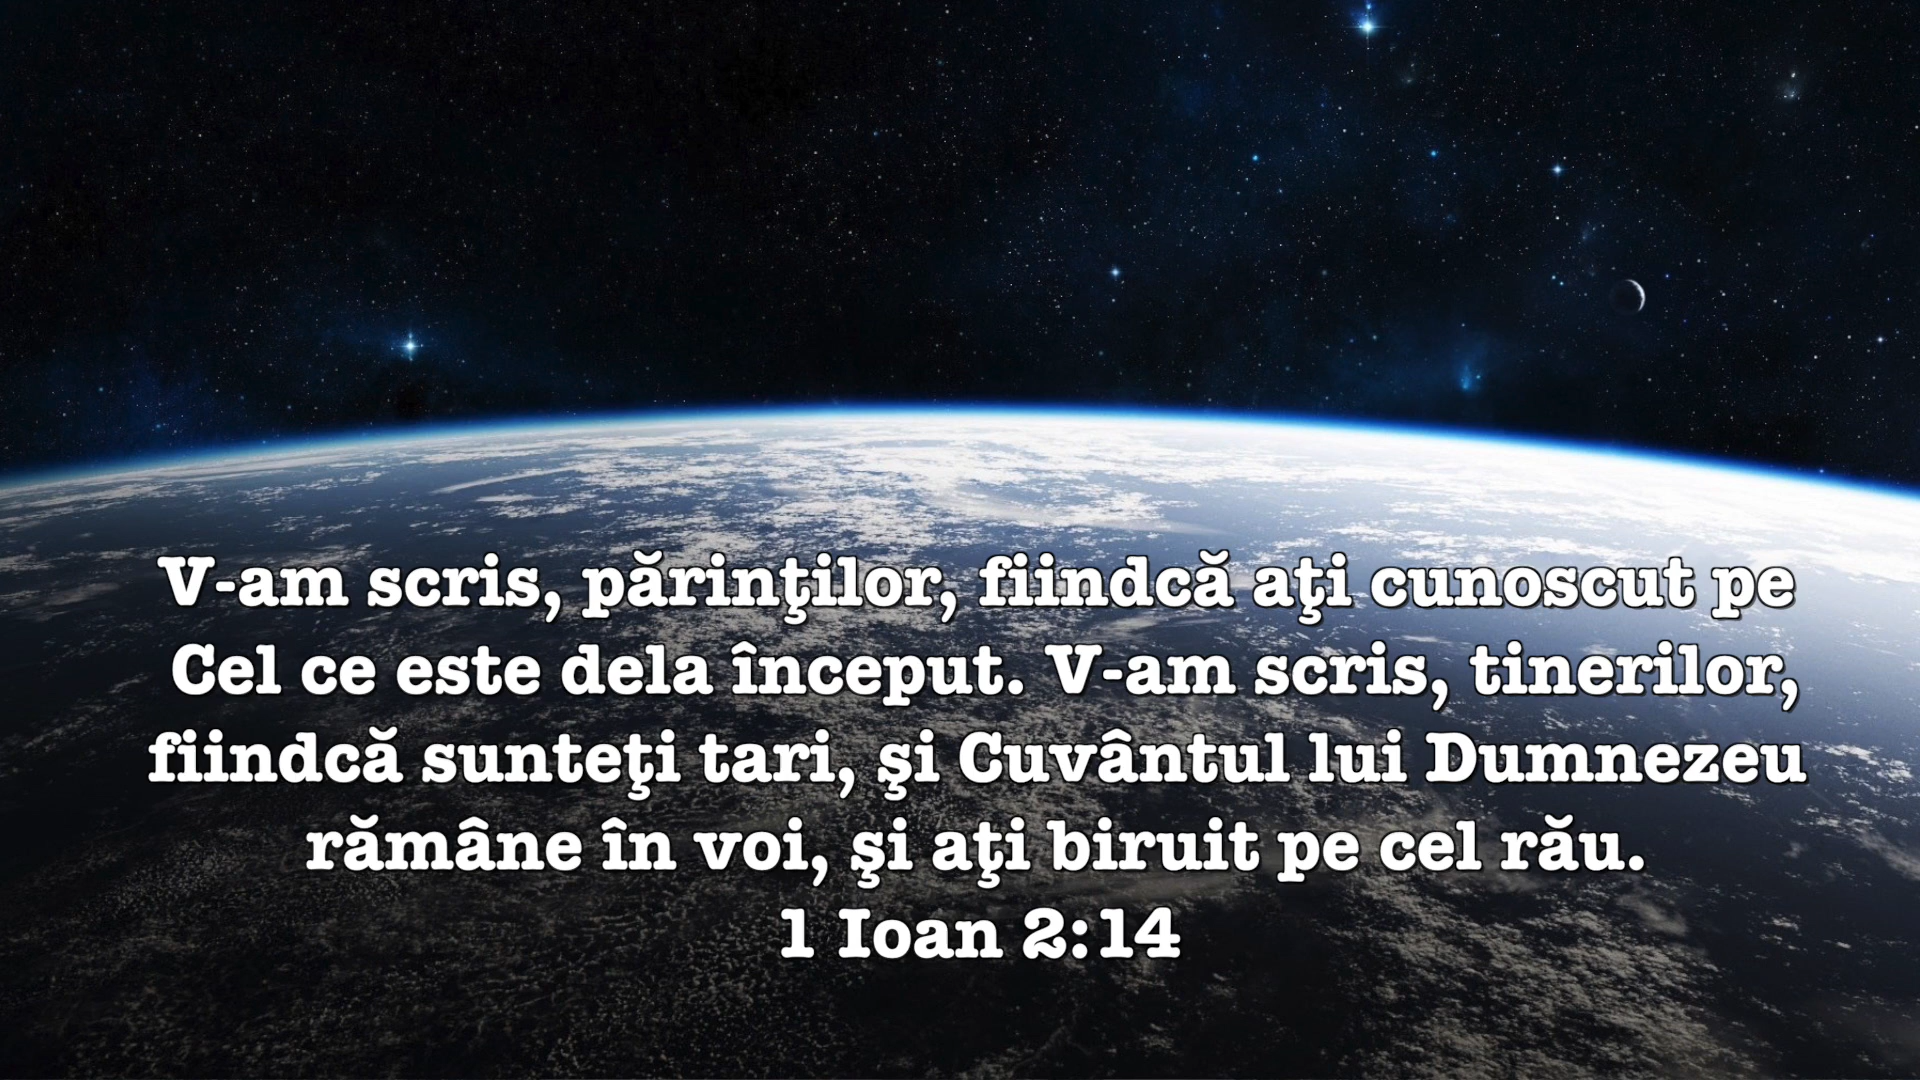 V-am scris, părinţilor, fiindcă aţi cunoscut pe
Cel ce este dela început. V-am scris, tinerilor,
fiindcă sunteţi tari, şi Cuvântul lui Dumnezeu
rămâne în voi, şi aţi biruit pe cel rău.
1 Ioan 2:14